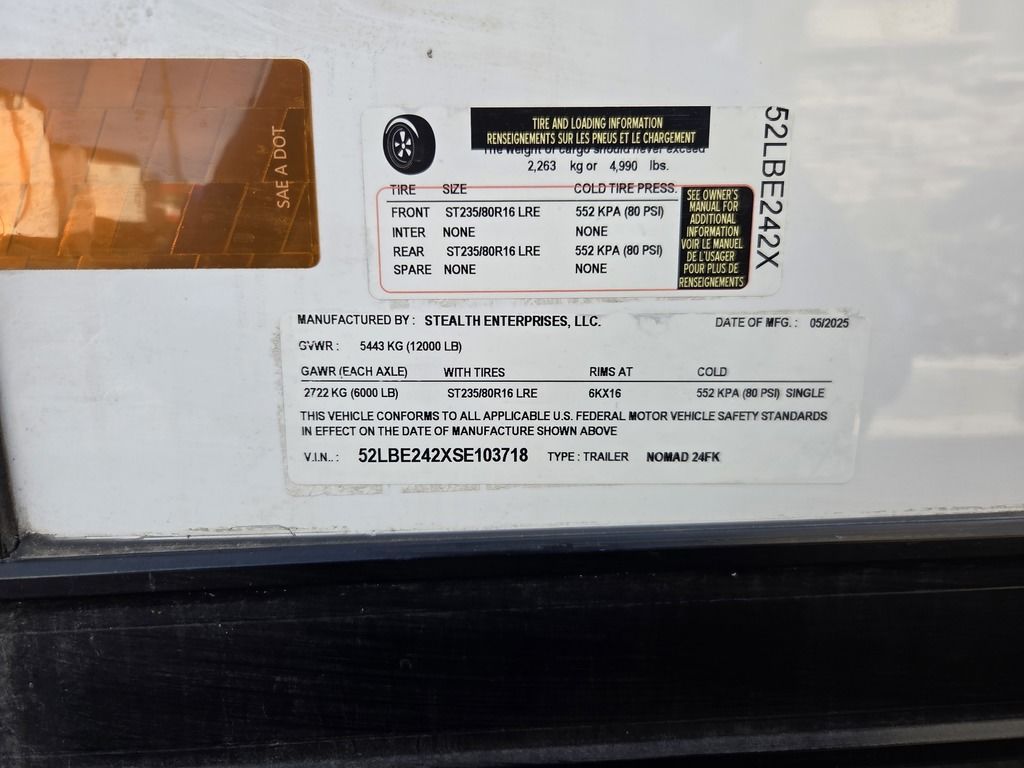 SAE A DOT
TIRE AND LOADING INFORMATION
RENSEIGNEMENTS SUR LES PNEUS ET LE CHARGEMENT
The weight of cargo should never exceed
2,263 kg or 4,990 lbs.
TIRE SIZE COLD TIRE PRESS.
FRONT ST235/80R16 LRE 552 KPA (80 PSI)
INTER NONE NONE
REAR ST235/80R16 LRE 552 KPA (80 PSI)
SPARE NONE NONE
SEE OWNER'S
MANUAL FOR
ADDITIONAL
INFORMATION
VOIR LE MANUEL
DE L'USAGER
POUR PLUS DE
RENSEIGNEMENTS
52LBE242X
MANUFACTURED BY : STEALTH ENTERPRISES, LLC. DATE OF MFG. : 05/2025
GVWR : 5443 KG (12000 LB)
GAWR (EACH AXLE) WITH TIRES RIMS AT COLD
2722 KG (6000 LB) ST235/80R16 LRE 6KX16 552 KPA (80 PSI) SINGLE
THIS VEHICLE CONFORMS TO ALL APPLICABLE U.S. FEDERAL MOTOR VEHICLE SAFETY STANDARDS
IN EFFECT ON THE DATE OF MANUFACTURE SHOWN ABOVE
V.I.N.. : 52LBE242XSE103718 TYPE : TRAILER NOMAD 24FK